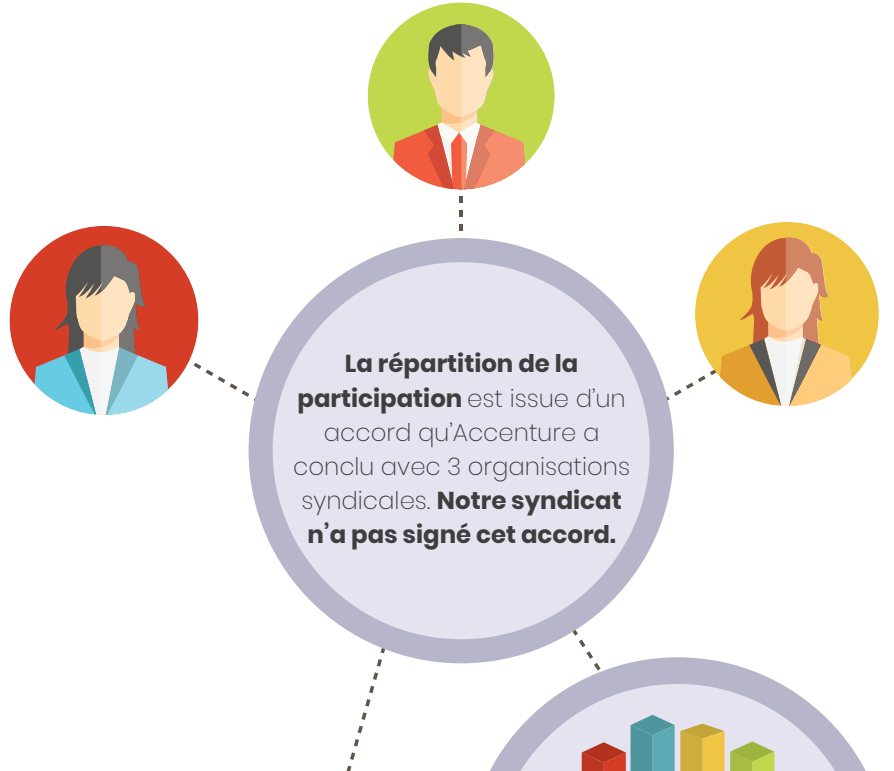 La répartition de la
participation est issue d'un
accord qu'Accenture a
conclu avec 3 organisations
syndicales. Notre syndicat
n'a pas signé cet accord.